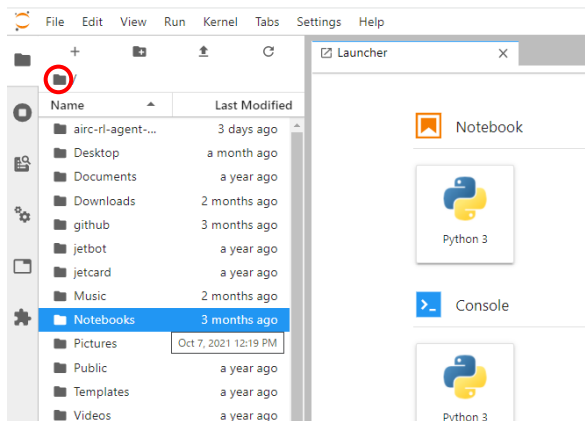 File Edit View Run Kernel Tabs Settings Help
Launcher
/
Name Last Modified
airc-rl-agent-... 3 days ago
Desktop a month ago
Documents a year ago
Downloads 2 months ago
github 3 months ago
jetbot a year ago
jetcard a year ago
Music 2 months ago
Notebooks 3 months ago
Pictures
Oct 7, 2021 12:19 PM
Public a year ago
Templates a year ago
Videos a year ago
Notebook
Python 3
Console
Python 3